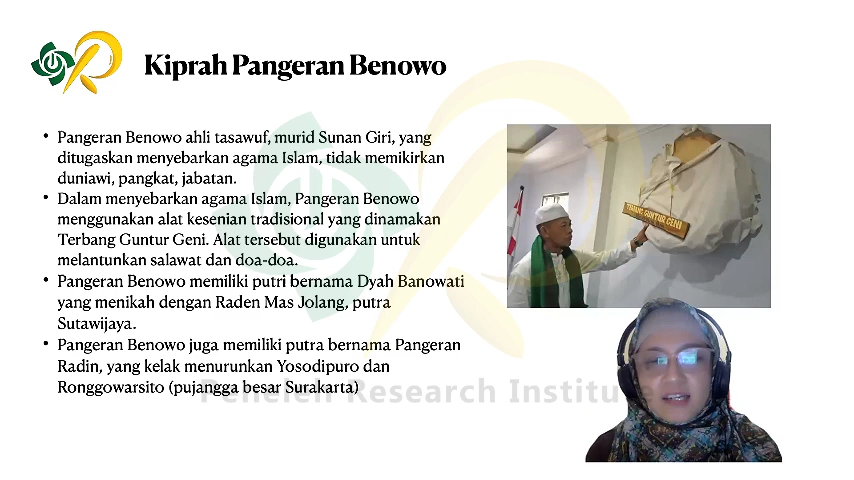 Kiprah Pangeran Benowo
• Pangeran Benowo ahli tasawuf, murid Sunan Giri, yang
ditugaskan menyebarkan agama Islam, tidak memikirkan
duniawi, pangkat, jabatan.
• Dalam menyebarkan agama Islam, Pangeran Benowo
menggunakan alat kesenian tradisional yang dinamakan
Terbang Guntur Geni. Alat tersebut digunakan untuk
melantunkan salawat dan doa-doa.
• Pangeran Benowo memiliki putri bernama Dyah Banowati
yang menikah dengan Raden Mas Jolang, putra
Sutawijaya.
• Pangeran Benowo juga memiliki putra bernama Pangeran
Radin, yang kelak menurunkan Yosodipuro dan
Ronggowarsito (pujangga besar Surakarta)
TERBANG GUNTUR GENI
Peneleh Research Institute